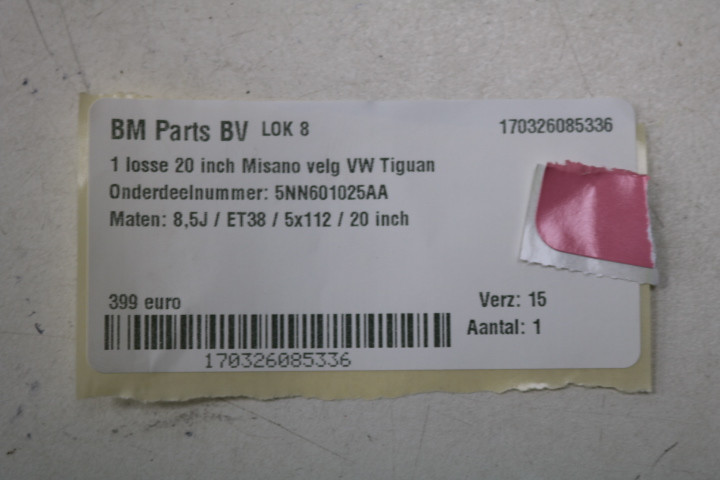 BM Parts BV LOK 8 170326085336
1 losse 20 inch Misano velg VW Tiguan
Onderdeelnummer: 5NN601025AA
Maten: 8,5J / ET38 / 5x112 / 20 inch
399 euro Verz: 15
Aantal: 1
170326085336